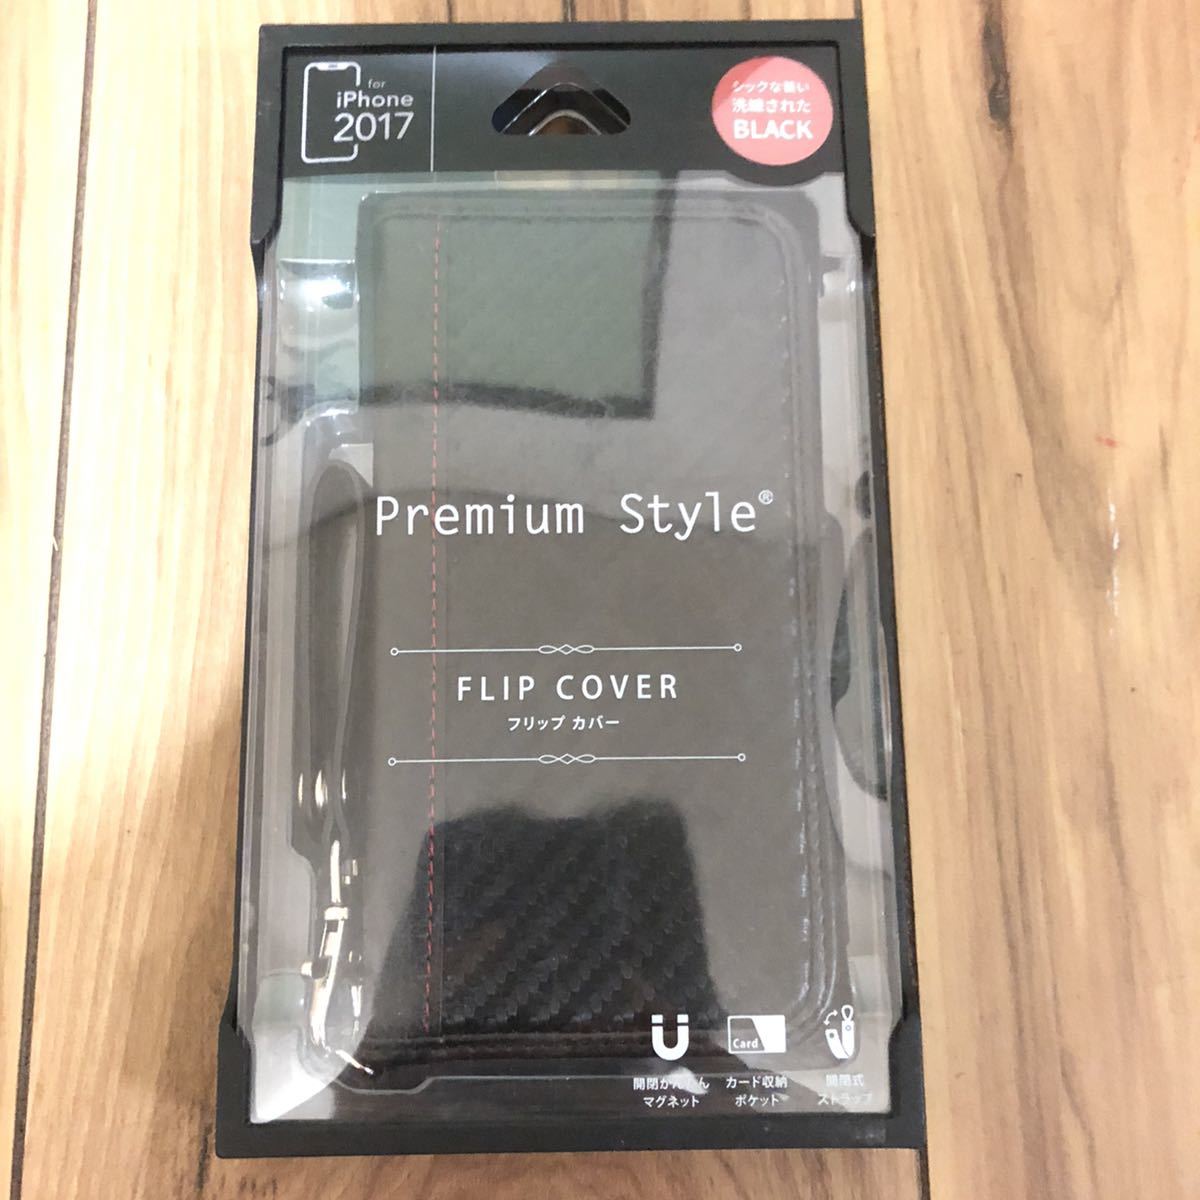 for
iPhone
2017
シックな装い
洗練された
BLACK
Premium Style®
FLIP COVER
フリップ カバー
Card
開閉かんたん
マグネット
カード収納
ポケット
開閉式
ストラップ